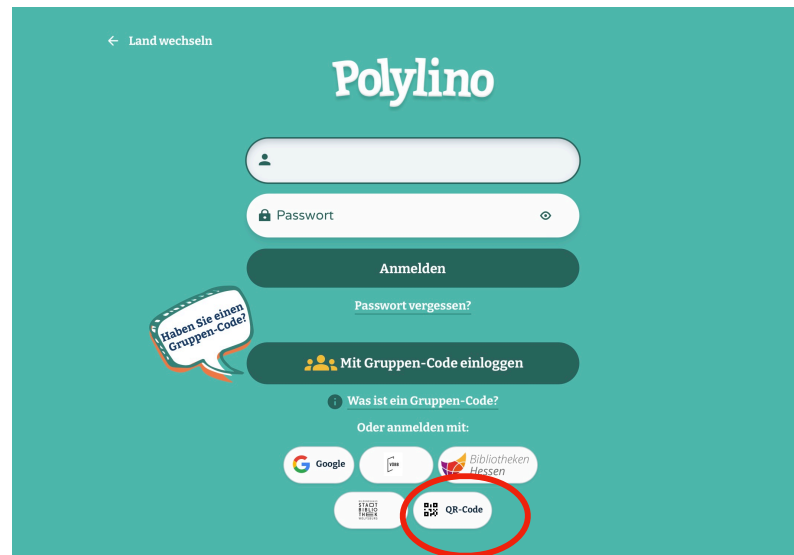 ← Land wechseln
Polylino
Passwort
Anmelden
Passwort vergessen?
Haben Sie einen
Gruppen-Code?
Mit Gruppen-Code einloggen
Was ist ein Gruppen-Code?
Oder anmelden mit:
Google
VÖBB
Bibliotheken
Hessen
STADT
BIBLIO
THEK
QR-Code